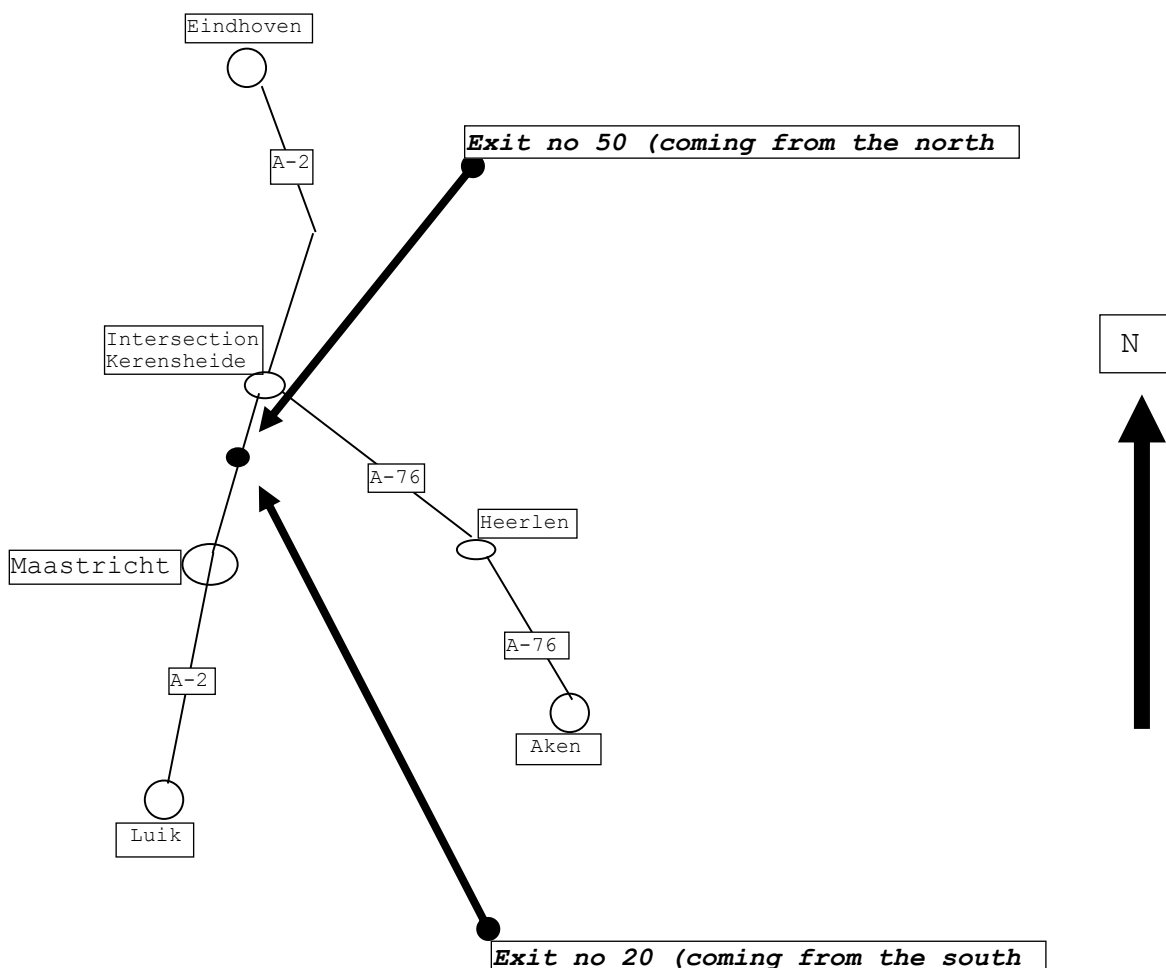 Eindhoven
Exit no 50 (coming from the north
A-2
Intersection
Kerensheide
N
A-76
Heerlen
Maastricht
A-76
A-2
Aken
Luik
Exit no 20 (coming from the south